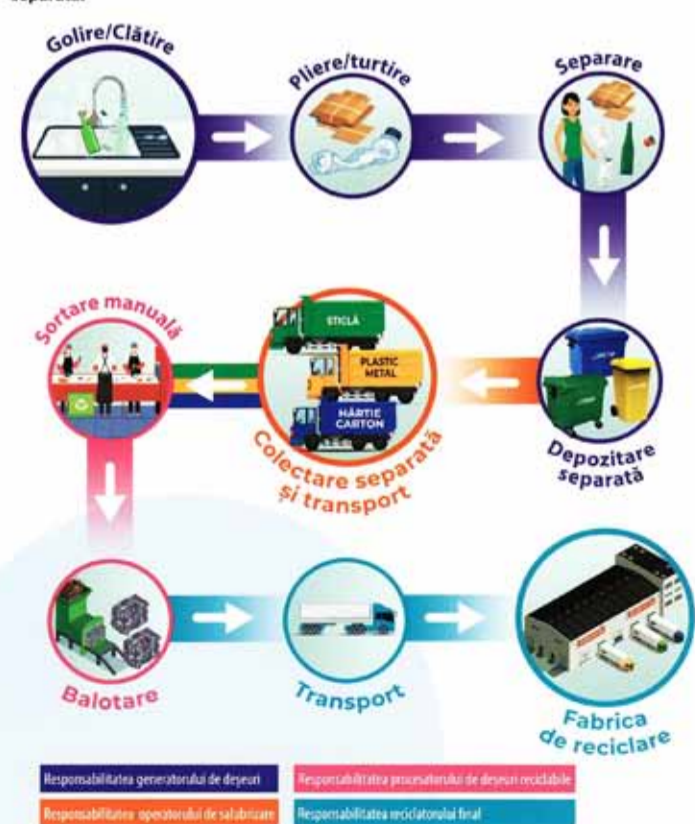 Golire/Clătire
Pliere/turtire
Separare
Depozitare
separată
STICLĂ
PLASTIC
METAL
HÂRTIE
CARTON
Colectare separată
și transport
Sortare manuală
Balotare
Transport
Fabrica
de reciclare
Responsabilitatea generatorului de deșeuri
Responsabilitatea procesatorului de deșeuri reciclabile
Responsabilitatea operatorului de salubrizare
Responsabilitatea reciclatorului final